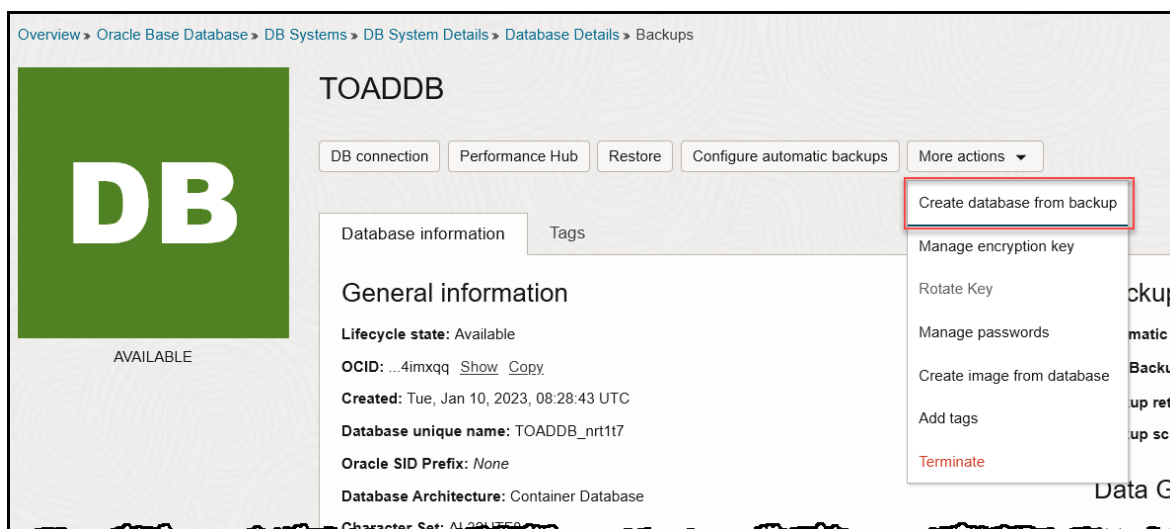 Overview » Oracle Base Database » DB Systems » DB System Details » Database Details » Backups
DB
AVAILABLE
TOADDB
DB connection Performance Hub Restore Configure automatic backups More actions
Create database from backup
Manage encryption key
Rotate Key
Manage passwords
Create image from database
Add tags
Terminate
Database information Tags
General information
Lifecycle state: Available
OCID: ...4imxqq Show Copy
Created: Tue, Jan 10, 2023, 08:28:43 UTC
Database unique name: TOADDB_nrt1t7
Oracle SID Prefix: None
Database Architecture: Container Database
Character Set:
Data G